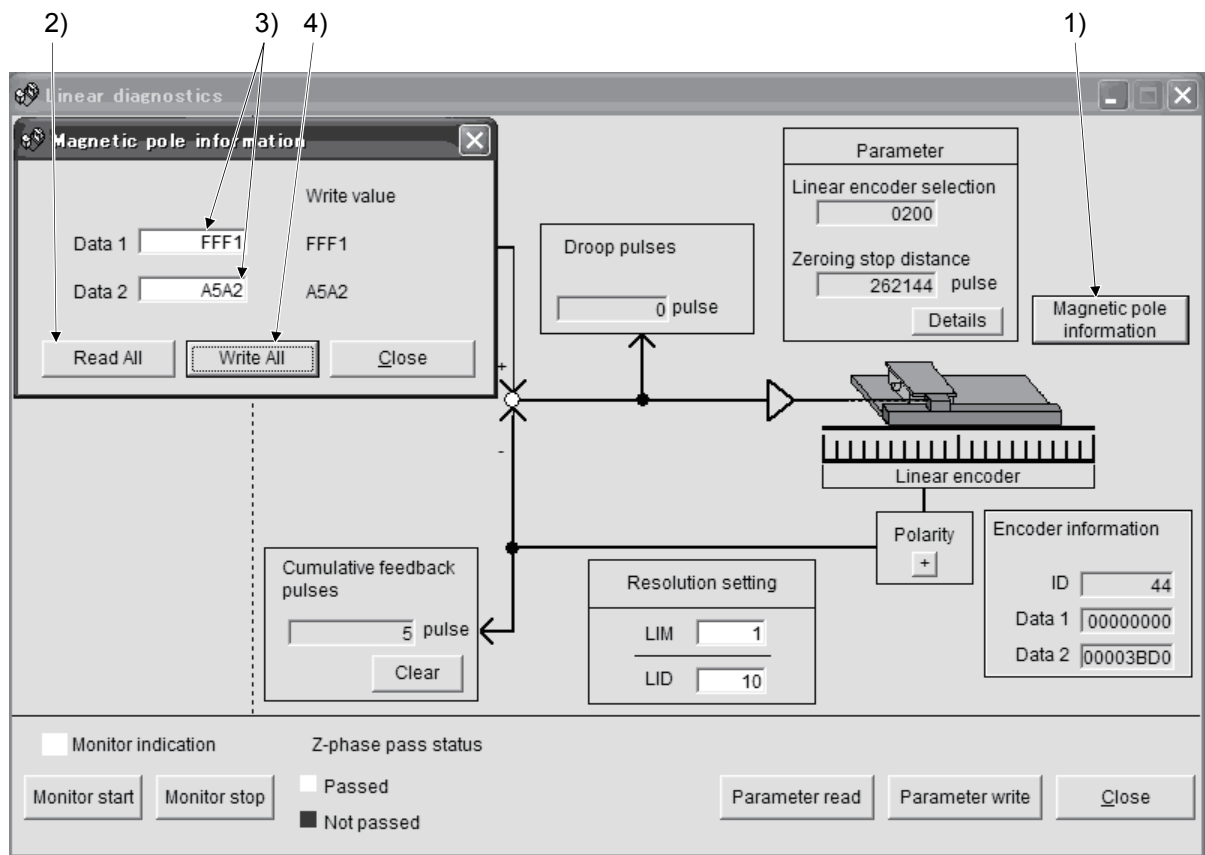 2) 3) 4) 1)
Linear diagnostics
Magnetic pole information
Write value
Data 1 FFF1 FFF1
Data 2 A5A2 A5A2
Read All Write All Close
Droop pulses
0 pulse
Parameter
Linear encoder selection
0200
Zeroing stop distance
262144 pulse
Details
Magnetic pole
information
+
-
Linear encoder
Polarity
+
Encoder information
ID 44
Data 1 00000000
Data 2 00003BD0
Cumulative feedback
pulses
5 pulse
Clear
Resolution setting
LIM 1
LID 10
Monitor indication
Z-phase pass status
Monitor start Monitor stop
Passed
Not passed
Parameter read Parameter write Close